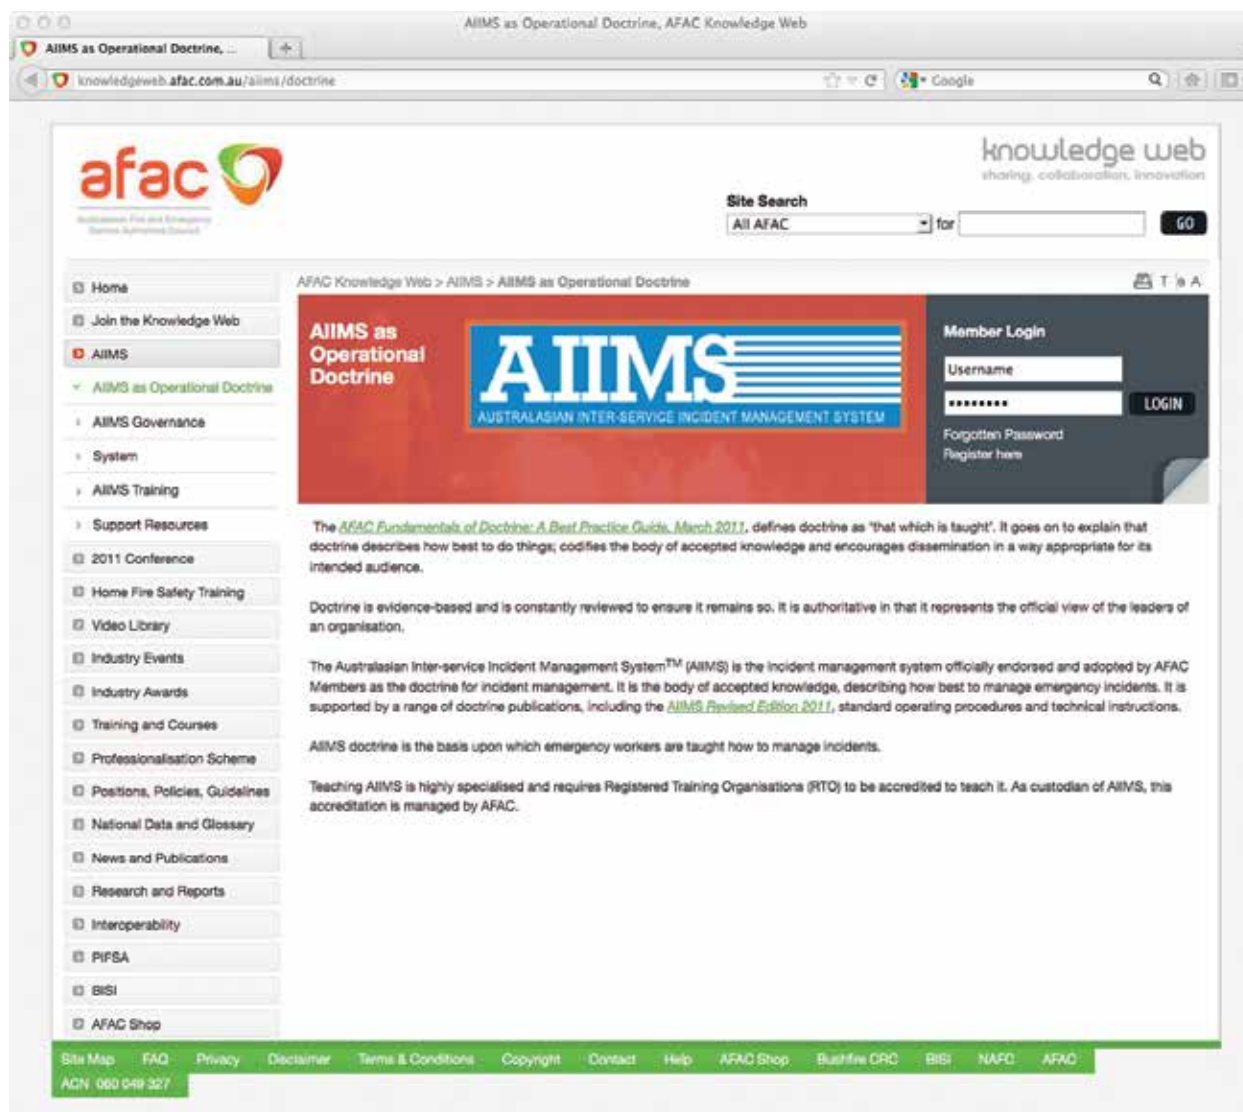 AIIMS as Operational Doctrine, AFAC Knowledge Web
AIIMS as Operational Doctrine, ...
knowledgeweb.afac.com.au/aiims/doctrine
Google
afac
Australasian Fire and Emergency
Service Authorities Council
knowledge web
sharing, collaboration, innovation
Site Search
All AFAC
for
GO
Home
Join the Knowledge Web
AIIMS
AIIMS as Operational Doctrine
AIIMS Governance
System
AIIMS Training
Support Resources
2011 Conference
Home Fire Safety Training
Video Library
Industry Events
Industry Awards
Training and Courses
Professionalisation Scheme
Positions, Policies, Guidelines
National Data and Glossary
News and Publications
Research and Reports
Interoperability
PIFSA
BISI
AFAC Shop
AFAC Knowledge Web > AIIMS > AIIMS as Operational Doctrine
AIIMS as
Operational
Doctrine
AIIMS
AUSTRALASIAN INTER-SERVICE INCIDENT MANAGEMENT SYSTEM
Member Login
Username
••••••••
LOGIN
Forgotten Password
Register here
The AFAC Fundamentals of Doctrine: A Best Practice Guide, March 2011, defines doctrine as "that which is taught". It goes on to explain that
doctrine describes how best to do things; codifies the body of accepted knowledge and encourages dissemination in a way appropriate for its
intended audience.
Doctrine is evidence-based and is constantly reviewed to ensure it remains so. It is authoritative in that it represents the official view of the leaders of
an organisation.
The Australasian Inter-service Incident Management System™ (AIIMS) is the incident management system officially endorsed and adopted by AFAC
Members as the doctrine for incident management. It is the body of accepted knowledge, describing how best to manage emergency incidents. It is
supported by a range of doctrine publications, including the AIIMS Revised Edition 2011, standard operating procedures and technical instructions.
AIIMS doctrine is the basis upon which emergency workers are taught how to manage incidents.
Teaching AIIMS is highly specialised and requires Registered Training Organisations (RTO) to be accredited to teach it. As custodian of AIIMS, this
accreditation is managed by AFAC.
Site Map FAQ Privacy Disclaimer Terms & Conditions Copyright Contact Help AFAC Shop Bushfire CRC BISI NAFC AFAC
ACN 060 049 327